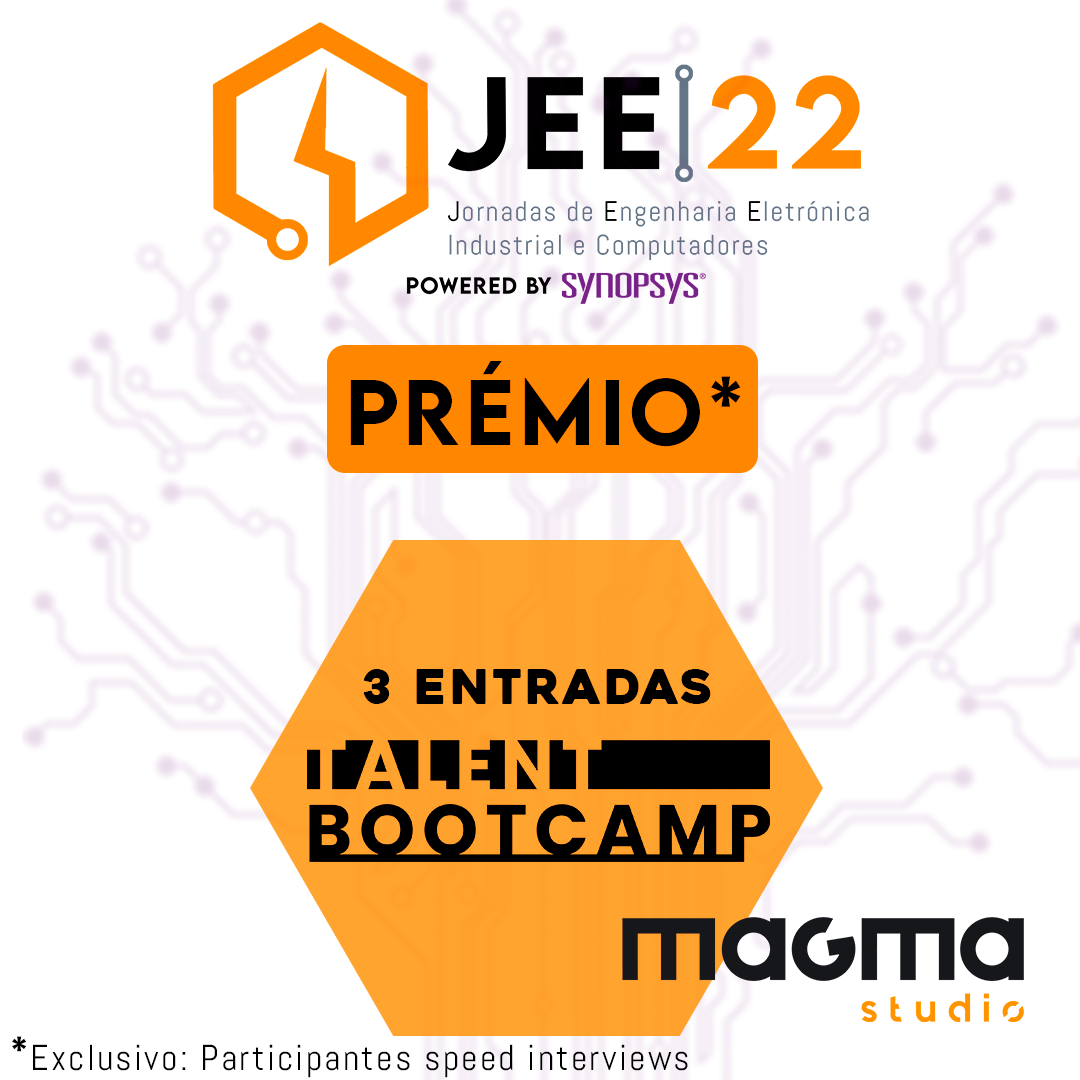 JEE|22
Jornadas de Engenharia Eletrónica
Industrial e Computadores
POWERED BY SYNOPSYS®
PRÉMIO*
3 ENTRADAS
TALENT
BOOTCAMP
magma
studio
*Exclusivo: Participantes speed interviews